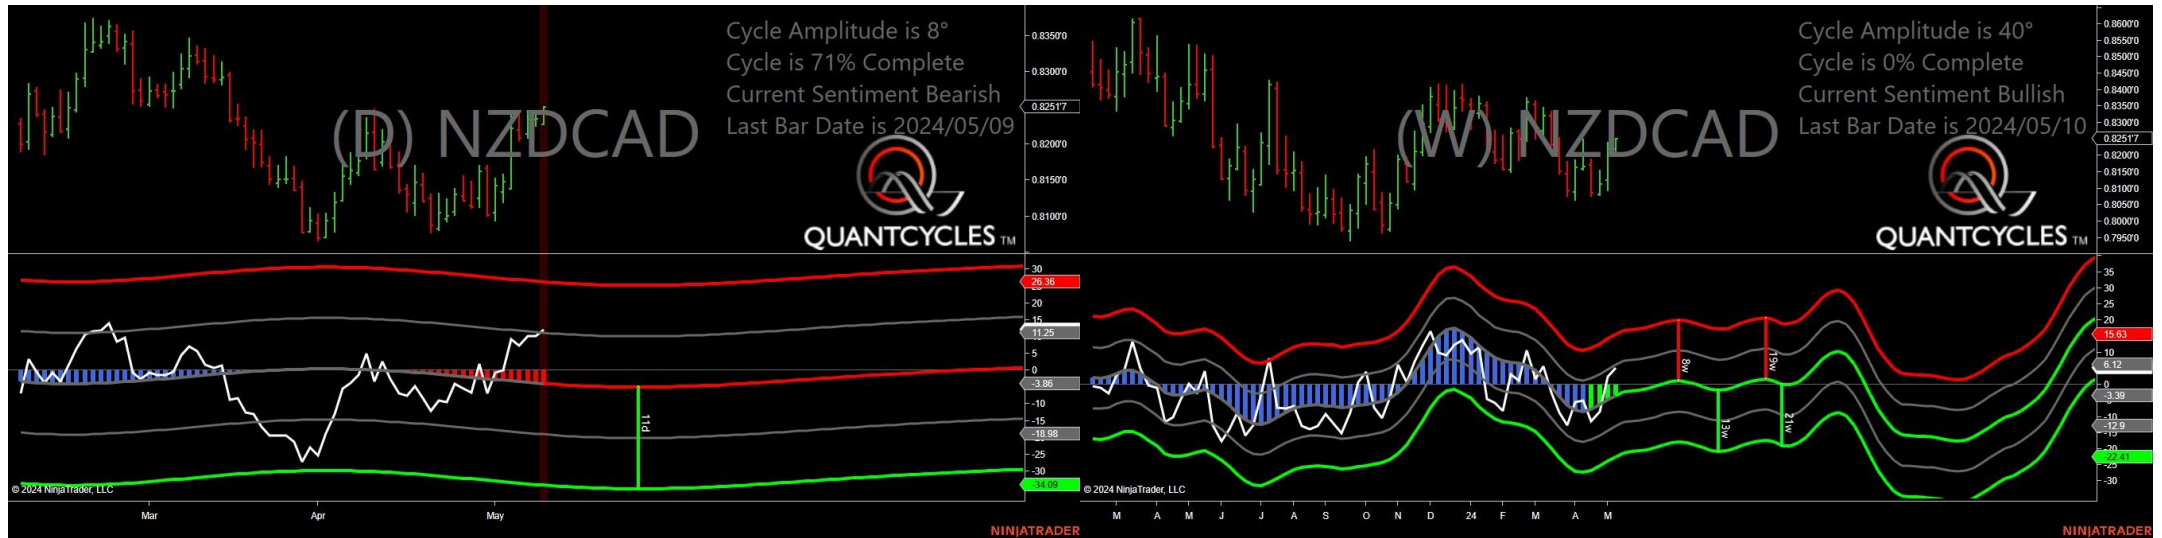 Cycle Amplitude is 8°
Cycle is 71% Complete
Current Sentiment Bearish
Last Bar Date is 2024/05/09
(D) NZDCAD
QUANTCYCLES TM
0.8350'0
0.8300'0
0.8251'7
0.8200'0
0.8150'0
0.8100'0
30
26.36
20
15
11.25
5
0
-3.86
-10
-15
-18.98
-25
-30
-34.09
11d
© 2024 NinjaTrader, LLC
Mar
Apr
May
NINJATRADER
Cycle Amplitude is 40°
Cycle is 0% Complete
Current Sentiment Bullish
Last Bar Date is 2024/05/10
(W) NZDCAD
QUANTCYCLES TM
0.8600'0
0.8550'0
0.8500'0
0.8450'0
0.8400'0
0.8350'0
0.8300'0
0.8251'7
0.8200'0
0.8150'0
0.8100'0
0.8050'0
0.8000'0
0.7950'0
35
30
25
20
15.63
10
6.12
0
-3.39
-10
-12.9
-22.41
-25
-30
8w
19w
21w
© 2024 NinjaTrader, LLC
M A M J J A S O N D 24 F M A M
NINJATRADER